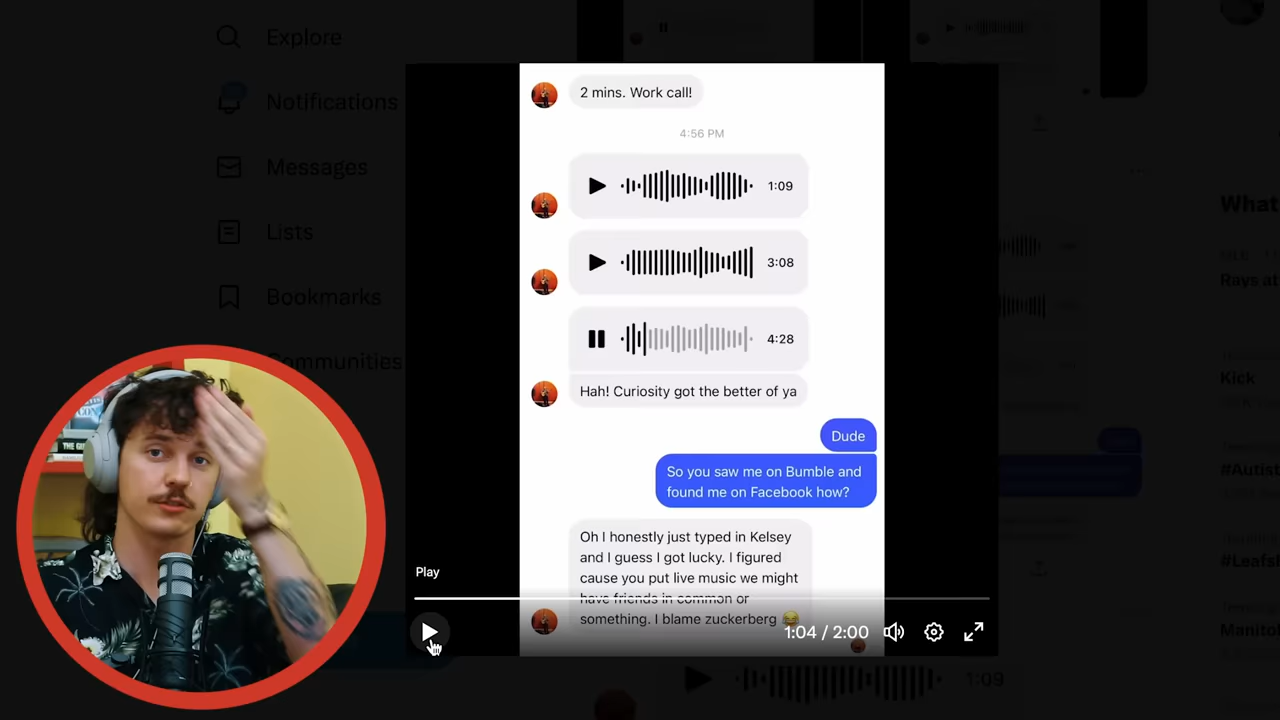 Explore
Notifications
Messages
Lists
Bookmarks
Communities
2 mins. Work call!
4:56 PM
1:09
3:08
4:28
Hah! Curiosity got the better of ya
Dude
So you saw me on Bumble and
found me on Facebook how?
Oh I honestly just typed in Kelsey
and I guess I got lucky. I figured
cause you put live music we might
have friends in common or
something. I blame zuckerberg 😂
Play
1:04 / 2:00
1:09
What
Rays at
Kick
#Autis
#Leafs
Manito